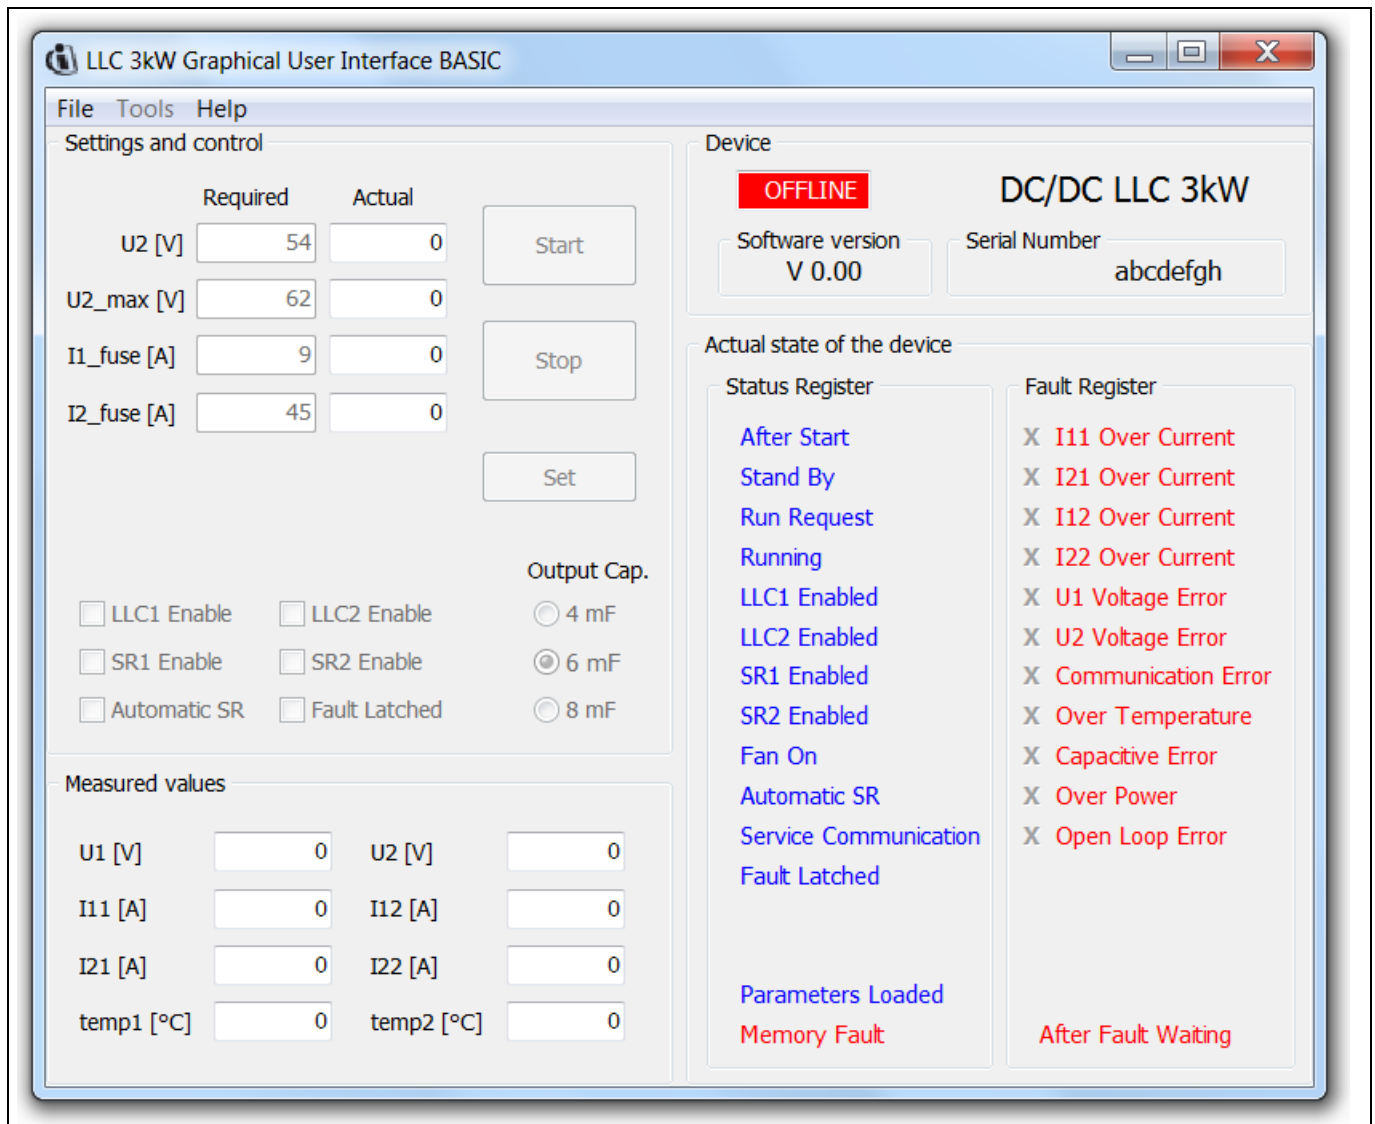 LLC 3kW Graphical User Interface BASIC
File Tools Help
Settings and control
Required Actual
U2 [V] 54 0
U2_max [V] 62 0
I1_fuse [A] 9 0
I2_fuse [A] 45 0
Start
Stop
Set
Output Cap.
LLC1 Enable LLC2 Enable 4 mF
SR1 Enable SR2 Enable 6 mF
Automatic SR Fault Latched 8 mF
Measured values
U1 [V] 0 U2 [V] 0
I11 [A] 0 I12 [A] 0
I21 [A] 0 I22 [A] 0
temp1 [°C] 0 temp2 [°C] 0
Device
OFFLINE DC/DC LLC 3kW
Software version Serial Number
V 0.00 abcdefgh
Actual state of the device
Status Register
After Start
Stand By
Run Request
Running
LLC1 Enabled
LLC2 Enabled
SR1 Enabled
SR2 Enabled
Fan On
Automatic SR
Service Communication
Fault Latched
Parameters Loaded
Memory Fault
Fault Register
X I11 Over Current
X I21 Over Current
X I12 Over Current
X I22 Over Current
X U1 Voltage Error
X U2 Voltage Error
X Communication Error
X Over Temperature
X Capacitive Error
X Over Power
X Open Loop Error
After Fault Waiting